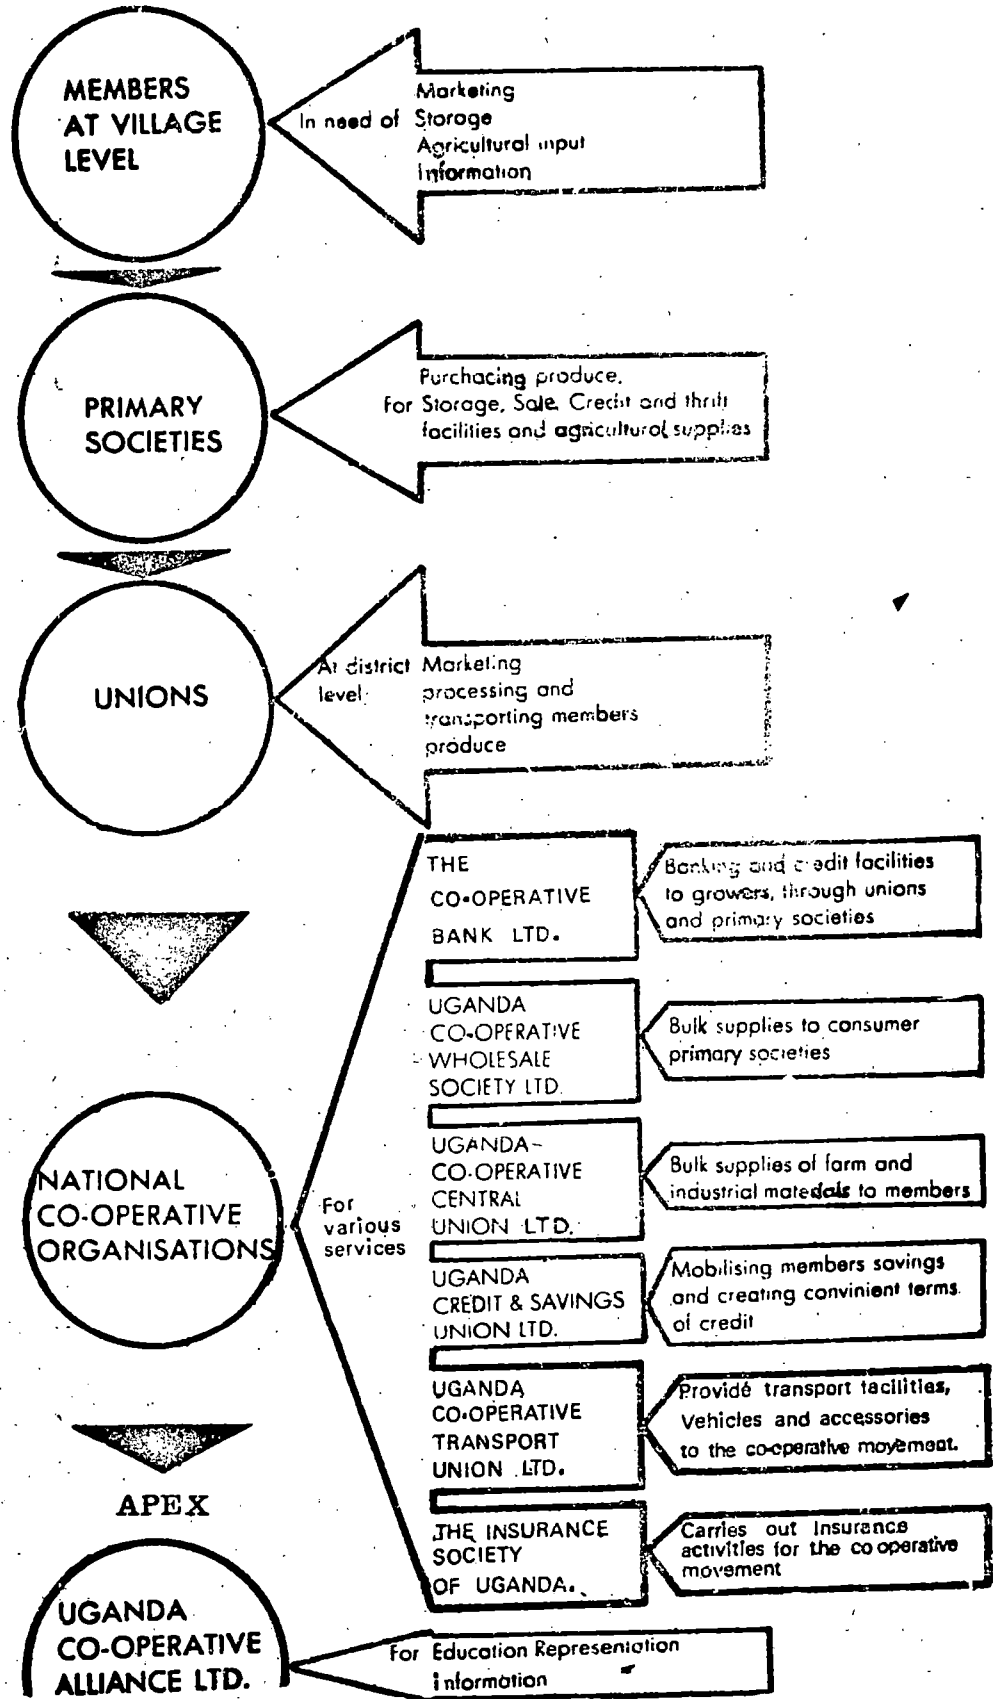 MEMBERS
AT VILLAGE
LEVEL
In need of
Marketing
Storage
Agricultural input
Information
PRIMARY
SOCIETIES
For
Purchasing produce,
Storage, Sale, Credit and thrift
facilities and agricultural supplies
UNIONS
At district
level:
Marketing
processing and
transporting members
produce
NATIONAL
CO-OPERATIVE
ORGANISATIONS
For
various
services
THE
CO-OPERATIVE
BANK LTD.
Banking and credit facilities
to growers, through unions
and primary societies
UGANDA
CO-OPERATIVE
WHOLESALE
SOCIETY LTD.
Bulk supplies to consumer
primary societies
UGANDA-
CO-OPERATIVE
CENTRAL
UNION LTD.
Bulk supplies of farm and
industrial materials to members
UGANDA
CREDIT & SAVINGS
UNION LTD.
Mobilising members savings
and creating convinient terms
of credit
UGANDA
CO-OPERATIVE
TRANSPORT
UNION LTD.
Provide transport facilities,
Vehicles and accessories
to the co-operative movement.
THE INSURANCE
SOCIETY
OF UGANDA.
Carries out Insurance
activities for the co operative
movement
APEX
UGANDA
CO-OPERATIVE
ALLIANCE LTD.
For Education Representation
information